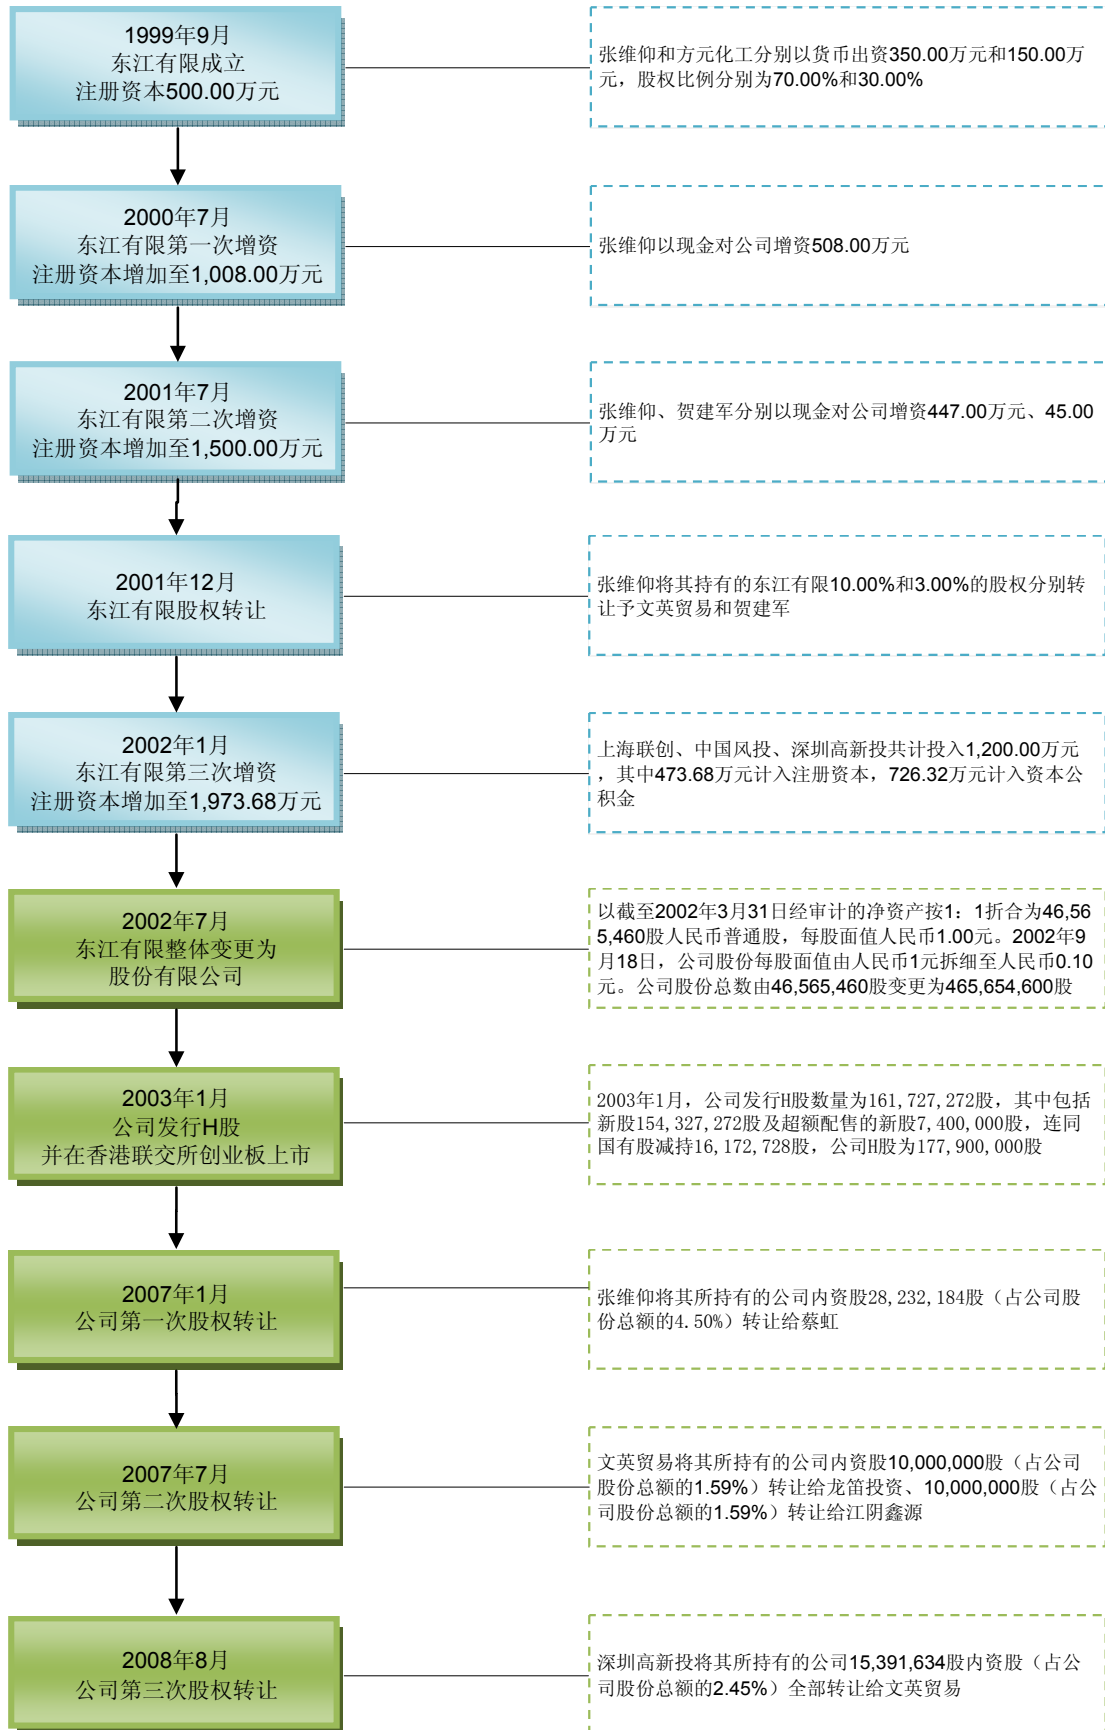 1999年9月
东江有限成立
注册资本500.00万元
张维仰和方元化工分别以货币出资350.00万元和150.00万
元，股权比例分别为70.00%和30.00%
2000年7月
东江有限第一次增资
注册资本增加至1,008.00万元
张维仰以现金对公司增资508.00万元
2001年7月
东江有限第二次增资
注册资本增加至1,500.00万元
张维仰、贺建军分别以现金对公司增资447.00万元、45.00
万元
2001年12月
东江有限股权转让
张维仰将其持有的东江有限10.00%和3.00%的股权分别转
让予文英贸易和贺建军
2002年1月
东江有限第三次增资
注册资本增加至1,973.68万元
上海联创、中国风投、深圳高新投共计投入1,200.00万元
，其中473.68万元计入注册资本，726.32万元计入资本公
积金
2002年7月
东江有限整体变更为
股份有限公司
以截至2002年3月31日经审计的净资产按1：1折合为46,56
5,460股人民币普通股，每股面值人民币1.00元。2002年9
月18日，公司股份每股面值由人民币1元拆细至人民币0.10
元。公司股份总数由46,565,460股变更为465,654,600股
2003年1月
公司发行H股
并在香港联交所创业板上市
2003年1月，公司发行H股数量为161,727,272股，其中包括
新股154,327,272股及超额配售的新股7,400,000股，连同
国有股减持16,172,728股，公司H股为177,900,000股
2007年1月
公司第一次股权转让
张维仰将其所持有的公司内资股28,232,184股（占公司股
份总额的4.50%）转让给蔡虹
2007年7月
公司第二次股权转让
文英贸易将其所持有的公司内资股10,000,000股（占公司
股份总额的1.59%）转让给龙笛投资、10,000,000股（占公
司股份总额的1.59%）转让给江阴鑫源
2008年8月
公司第三次股权转让
深圳高新投将其所持有的公司15,391,634股内资股（占公
司股份总额的2.45%）全部转让给文英贸易